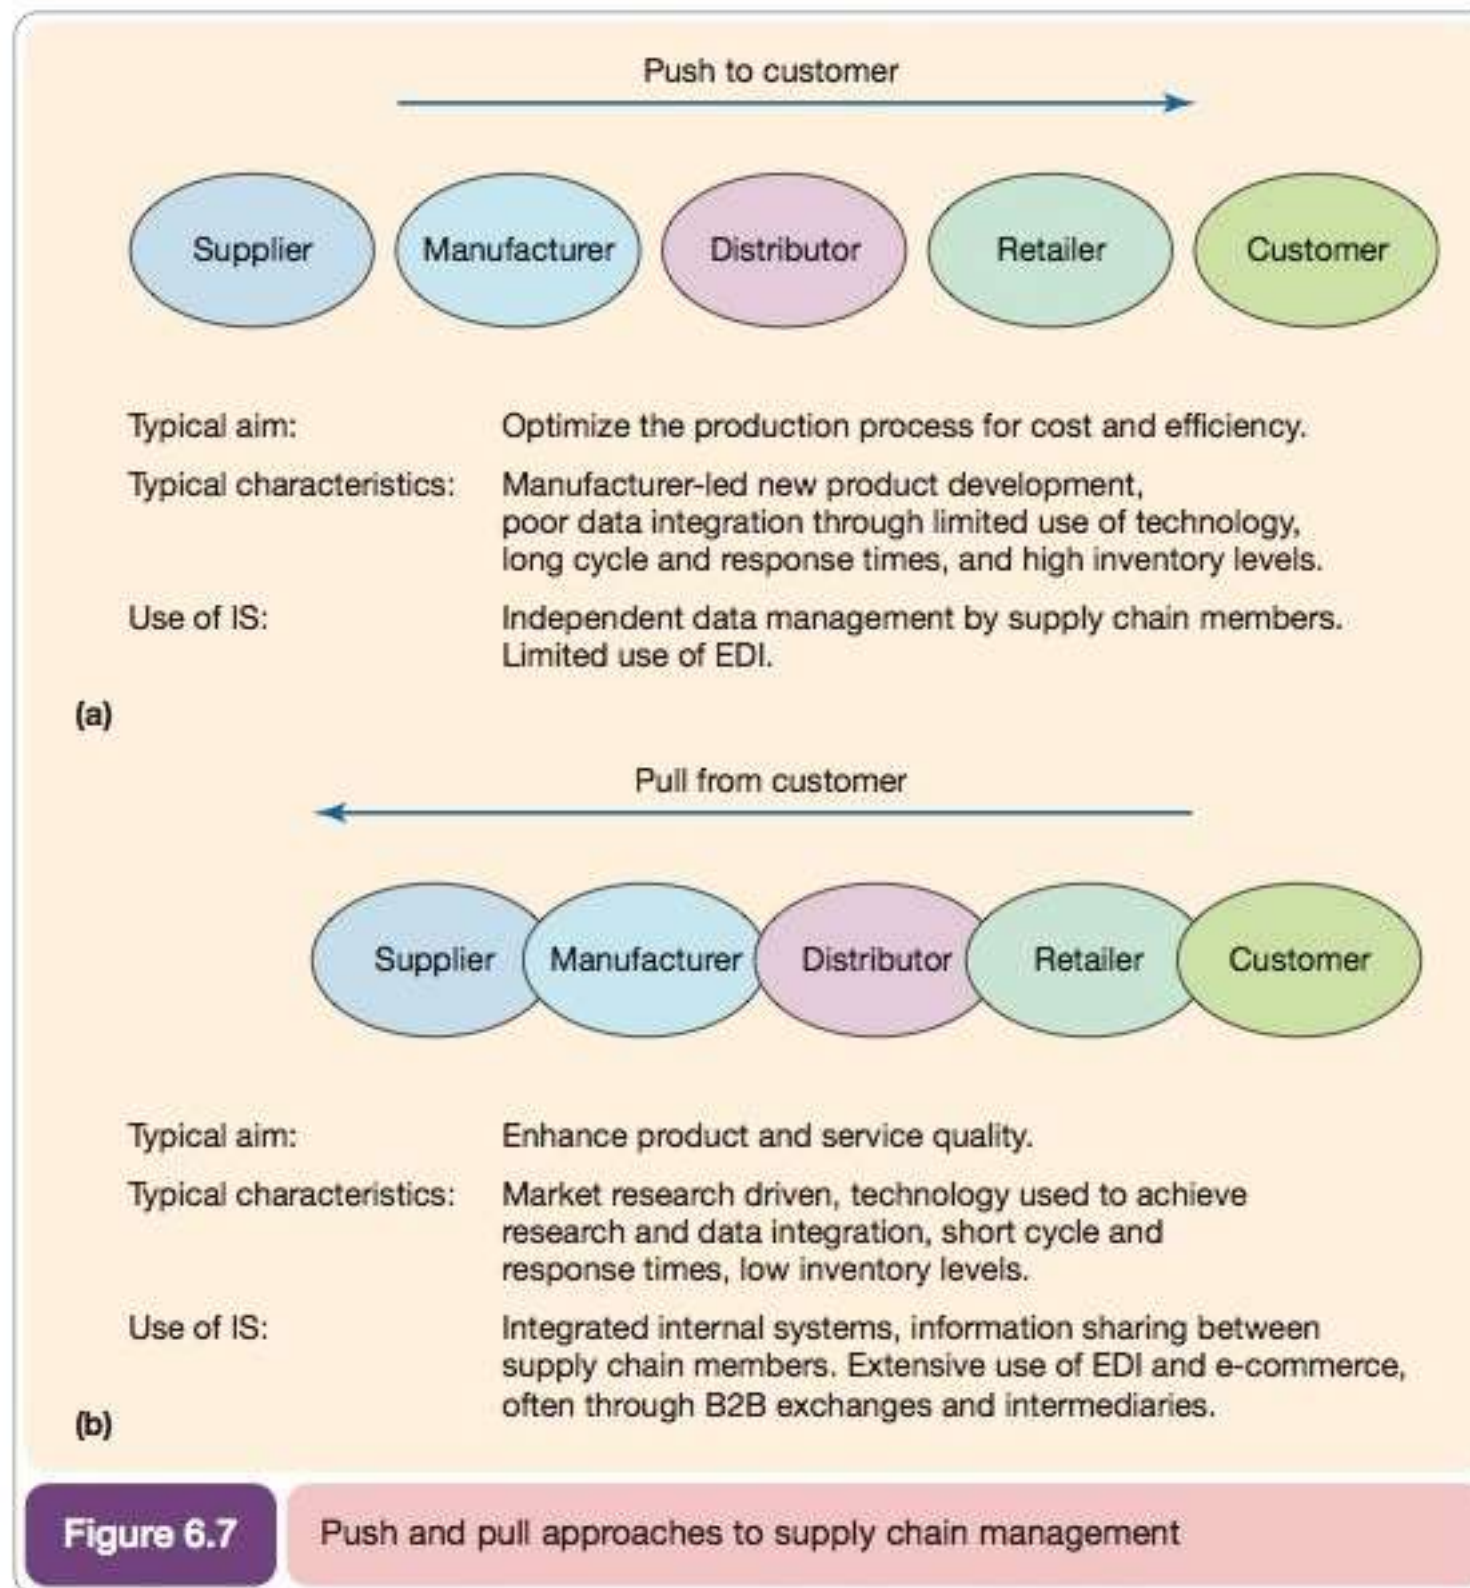 Push to customer
Supplier Manufacturer Distributor Retailer Customer
Typical aim: Optimize the production process for cost and efficiency.
Typical characteristics: Manufacturer-led new product development,
poor data integration through limited use of technology,
long cycle and response times, and high inventory levels.
Use of IS: Independent data management by supply chain members.
Limited use of EDI.
(a)
Pull from customer
Supplier Manufacturer Distributor Retailer Customer
Typical aim: Enhance product and service quality.
Typical characteristics: Market research driven, technology used to achieve
research and data integration, short cycle and
response times, low inventory levels.
Use of IS: Integrated internal systems, information sharing between
supply chain members. Extensive use of EDI and e-commerce,
often through B2B exchanges and intermediaries.
(b)
Figure 6.7 Push and pull approaches to supply chain management